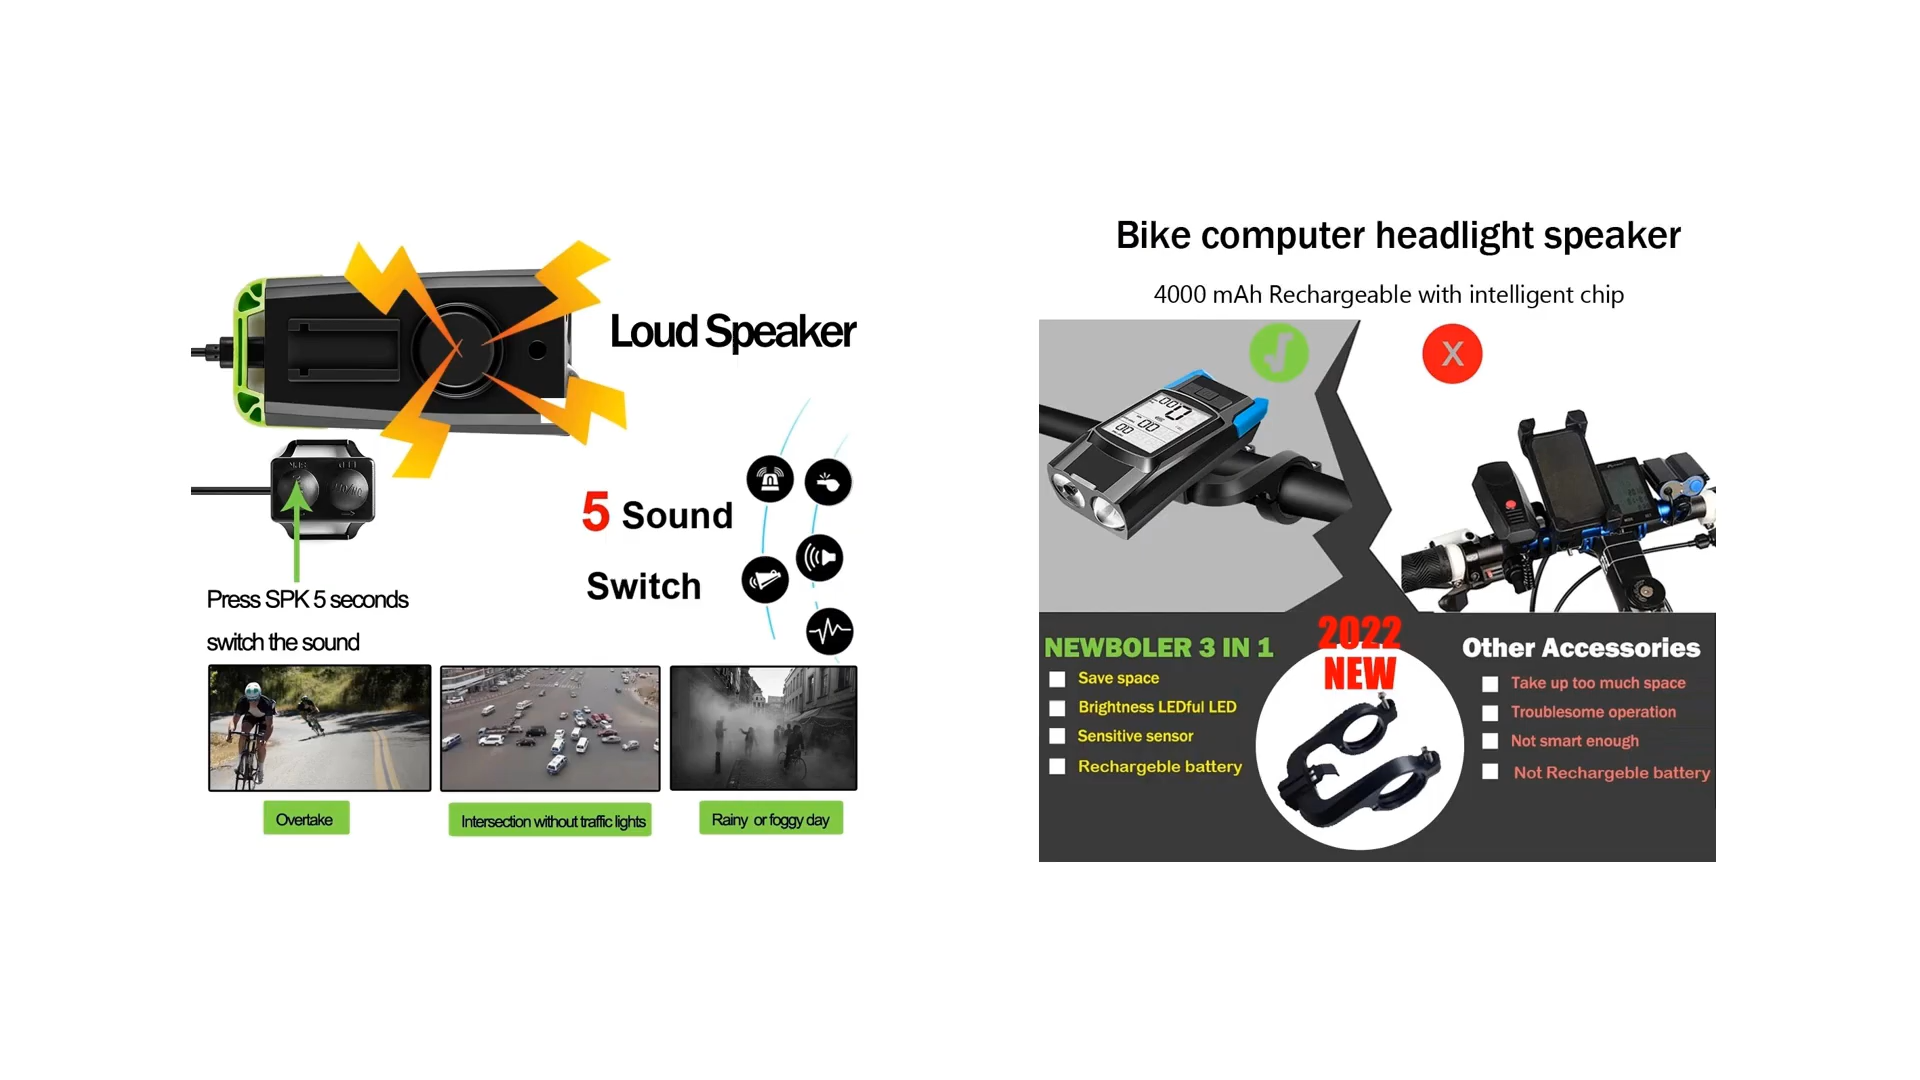 Loud Speaker
5 Sound
Switch
Press SPK 5 seconds
switch the sound
Overtake
Intersection without traffic lights
Rainy or foggy day
Bike computer headlight speaker
4000 mAh Rechargeable with intelligent chip
X
2022
NEW
NEWBOLER 3 IN 1
Save space
Brightness LEDful LED
Sensitive sensor
Rechargeble battery
Other Accessories
Take up too much space
Troublesome operation
Not smart enough
Not Rechargeble battery